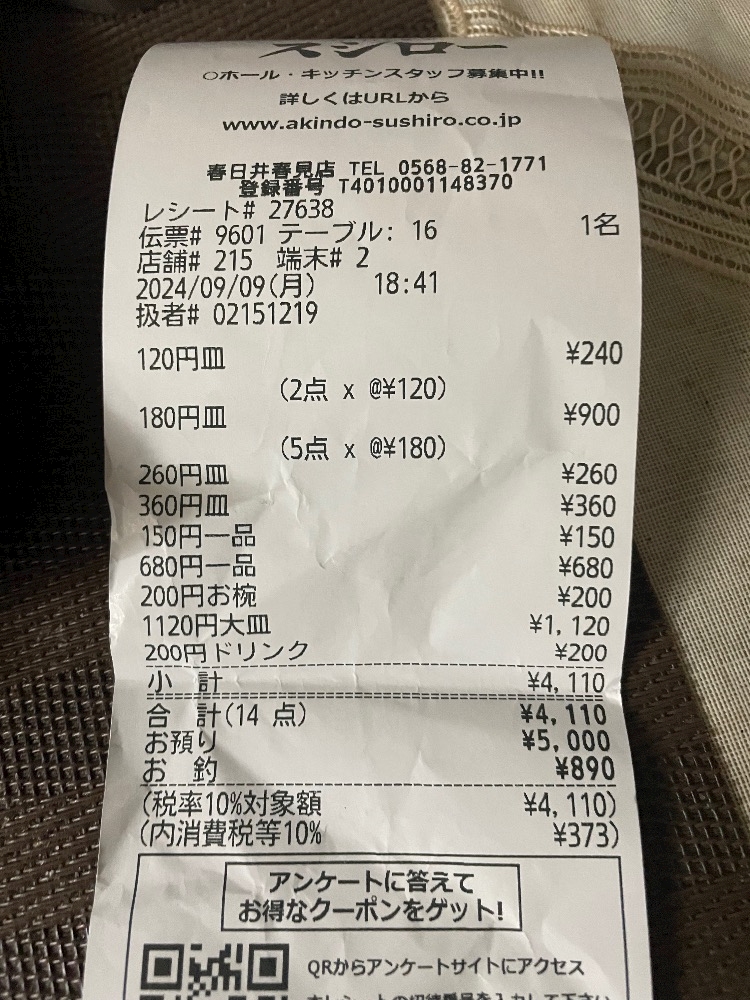 スシロー
○ホール・キッチンスタッフ募集中!!
詳しくはURLから
www.akindo-sushiro.co.jp
春日井春見店 TEL 0568-82-1771
登録番号 T4010001148370
レシート# 27638
伝票# 9601 テーブル: 16 1名
店舗# 215 端末# 2
2024/09/09(月) 18:41
扱者# 02151219
120円皿 ¥240
(2点 x @¥120)
180円皿 ¥900
(5点 x @¥180)
260円皿 ¥260
360円皿 ¥360
150円一品 ¥150
680円一品 ¥680
200円お椀 ¥200
1120円大皿 ¥1,120
200円ドリンク ¥200
小 計 ¥4,110
合 計(14 点) ¥4,110
お預り ¥5,000
お 釣 ¥890
(税率10%対象額 ¥4,110)
(内消費税等10% ¥373)
アンケートに答えて
お得なクーポンをゲット!
QRからアンケートサイトにアクセス